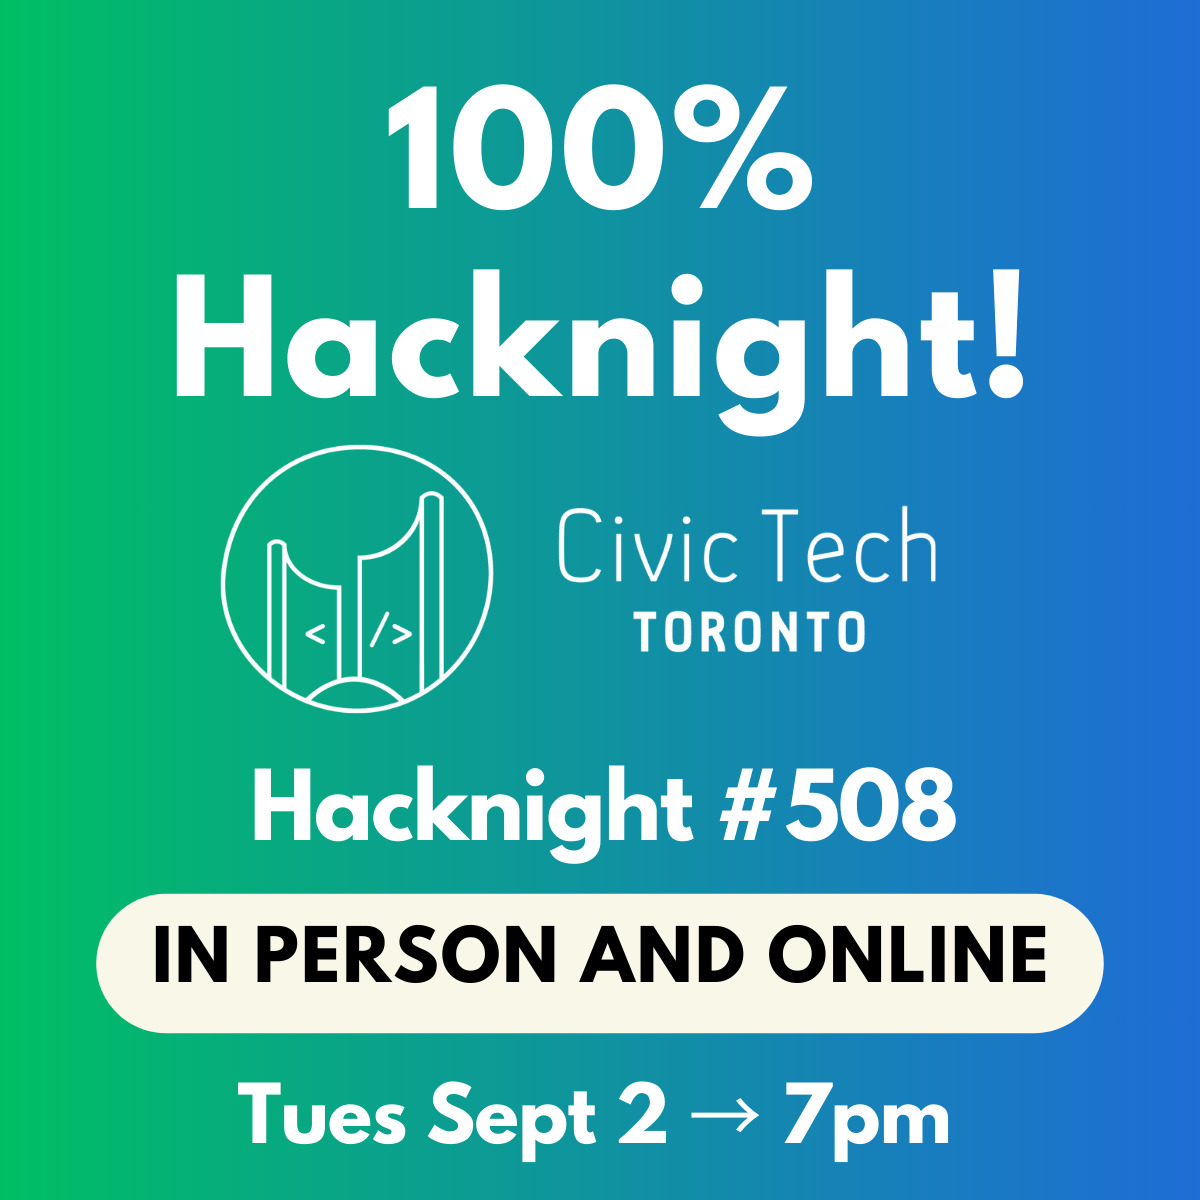 100%
Hacknight!
< />
Civic Tech
TORONTO
Hacknight #508
IN PERSON AND ONLINE
Tues Sept 2 → 7pm